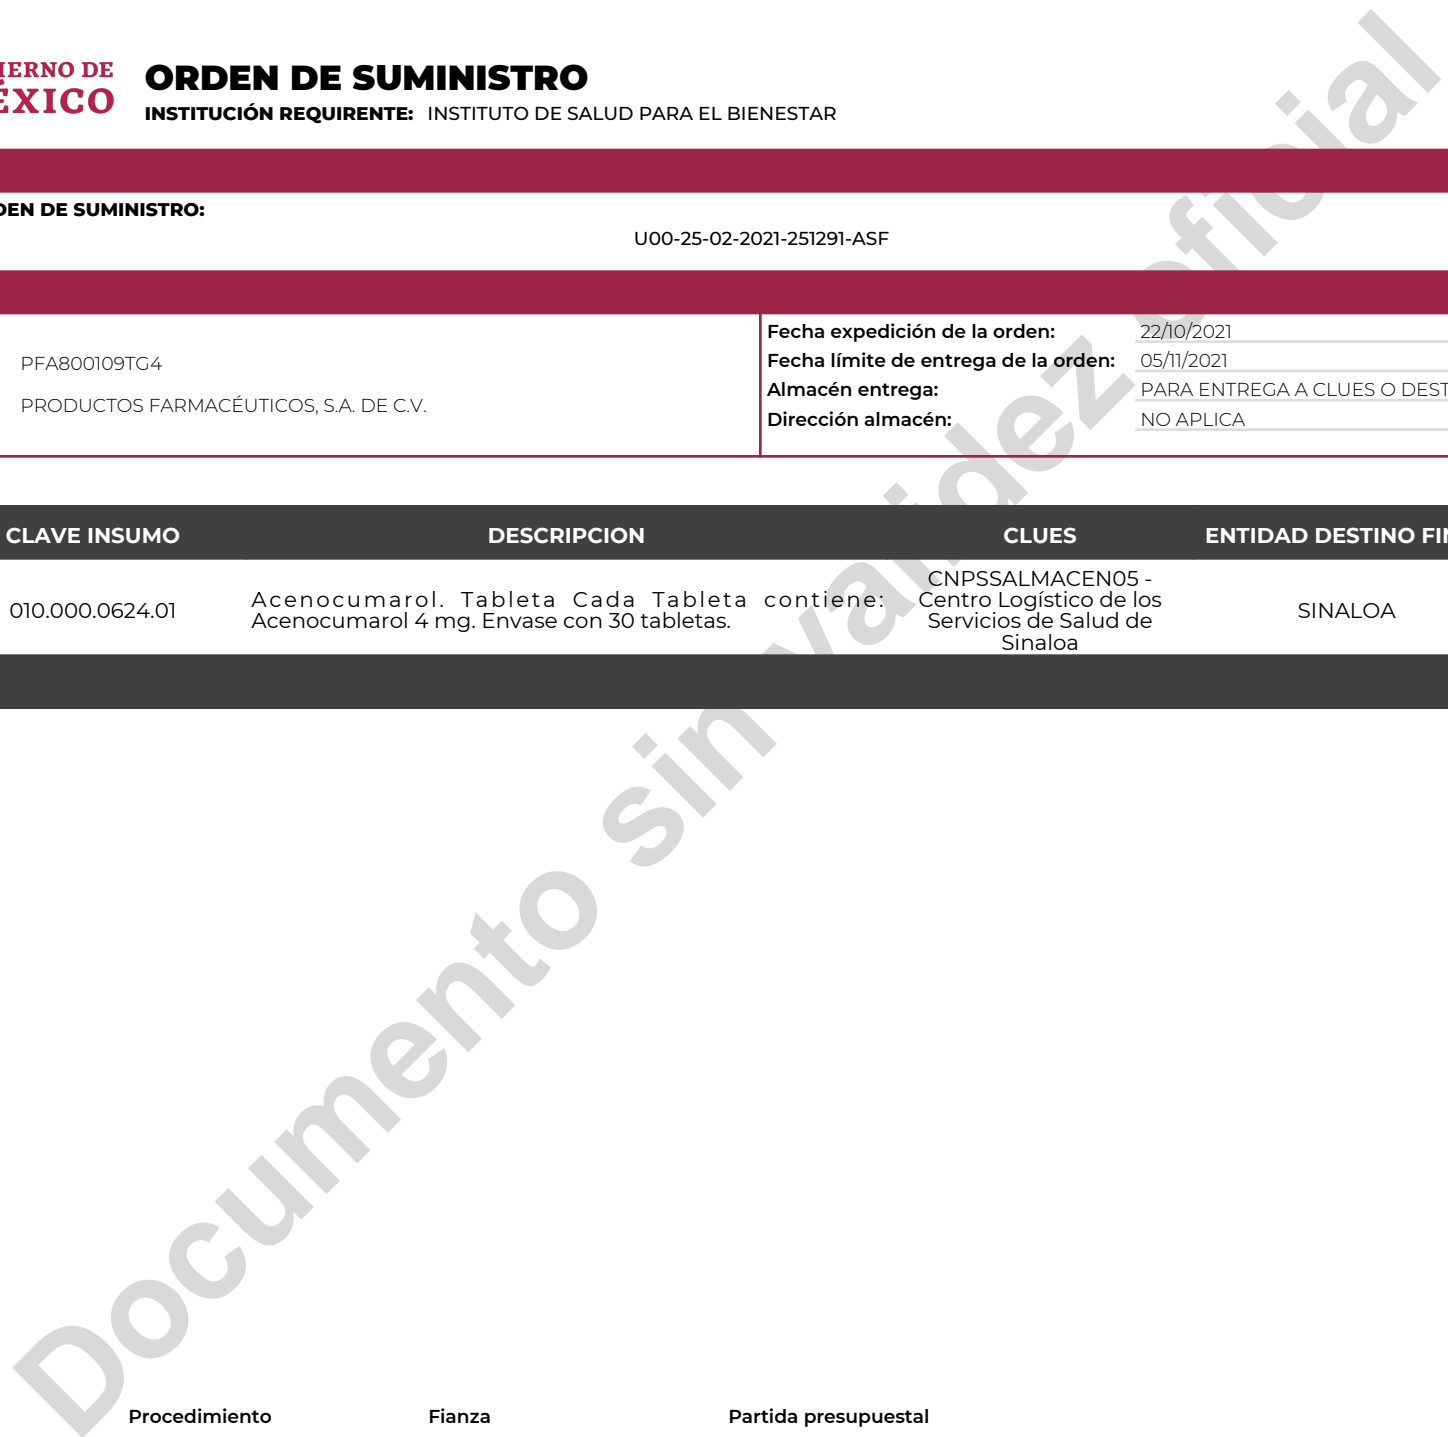 IERNO DE
ÉXICO
ORDEN DE SUMINISTRO
INSTITUCIÓN REQUIRENTE: INSTITUTO DE SALUD PARA EL BIENESTAR
DEN DE SUMINISTRO:
U00-25-02-2021-251291-ASF
PFA800109TG4
PRODUCTOS FARMACÉUTICOS, S.A. DE C.V.
Fecha expedición de la orden: 22/10/2021
Fecha límite de entrega de la orden: 05/11/2021
Almacén entrega: PARA ENTREGA A CLUES O DEST
Dirección almacén: NO APLICA
CLAVE INSUMO DESCRIPCION CLUES ENTIDAD DESTINO FIN
010.000.0624.01
Acenocumarol. Tableta Cada Tableta contiene:
Acenocumarol 4 mg. Envase con 30 tabletas.
CNPSSALMACEN05 -
Centro Logístico de los
Servicios de Salud de
Sinaloa
SINALOA
Documento sin validez oficial
Procedimiento Fianza Partida presupuestal